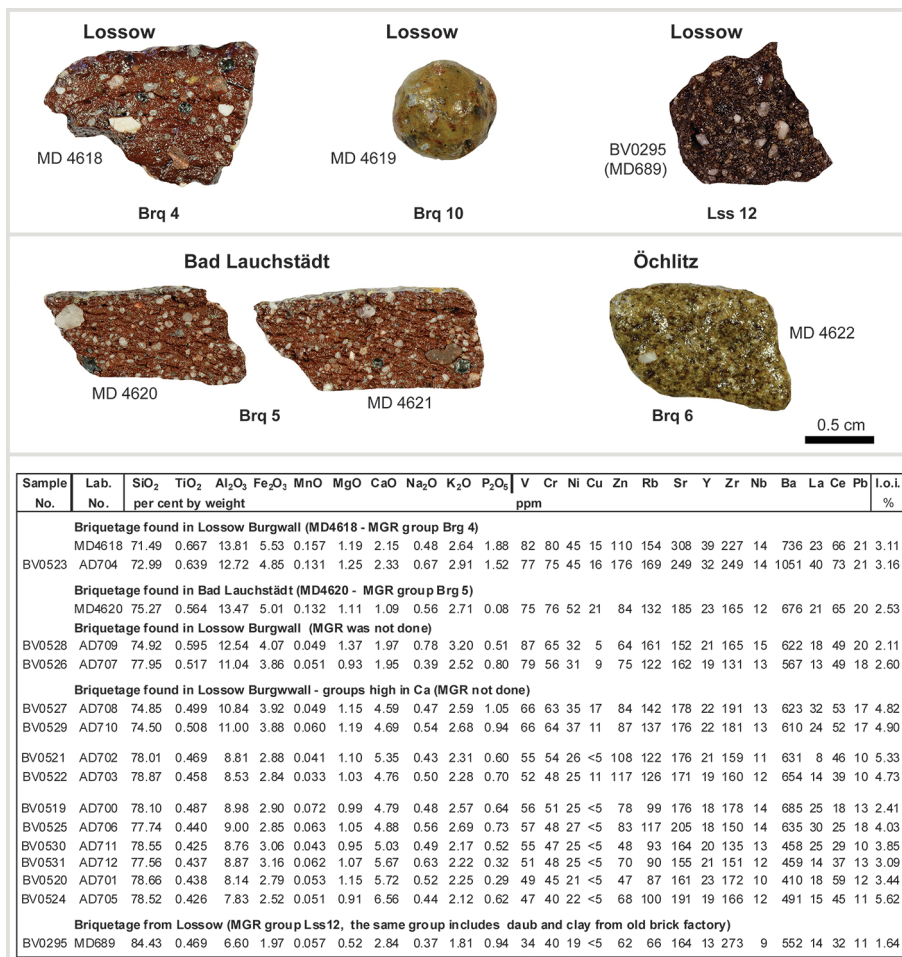 Lossow Lossow Lossow
MD 4618
MD 4619
BV0295
(MD689)
Brq 4 Brq 10 Lss 12
Bad Lauchstädt Öchlitz
MD 4622
MD 4620
MD 4621
Brq 5
Brq 6
0.5 cm
Sample Lab. SiO2 TiO2 Al2O3 Fe2O3 MnO MgO CaO Na2O K2O P2O5 V Cr Ni Cu Zn Rb Sr Y Zr Nb Ba La Ce Pb l.o.i.
No. No. per cent by weight ppm %
Briquetage found in Lossow Burgwall (MD4618 - MGR group Brg 4)
MD4618 71.49 0.667 13.81 5.53 0.157 1.19 2.15 0.48 2.64 1.88 82 80 45 15 110 154 308 39 227 14 736 23 66 21 3.11
BV0523 AD704 72.99 0.639 12.72 4.85 0.131 1.25 2.33 0.67 2.91 1.52 77 75 45 16 176 169 249 32 249 14 1051 40 73 21 3.16
Briquetage found in Bad Lauchstädt (MD4620 - MGR group Brg 5)
MD4620 75.27 0.564 13.47 5.01 0.132 1.11 1.09 0.56 2.71 0.08 75 76 52 21 84 132 185 23 165 12 676 21 65 20 2.53
Briquetage found in Lossow Burgwall (MGR was not done)
BV0528 AD709 74.92 0.595 12.54 4.07 0.049 1.37 1.97 0.78 3.20 0.51 87 65 32 5 64 161 152 21 165 15 622 18 49 20 2.11
BV0526 AD707 77.95 0.517 11.04 3.86 0.051 0.93 1.95 0.39 2.52 0.80 79 56 31 9 75 122 162 19 131 13 567 13 49 18 2.60
Briquetage found in Lossow Burgwwall - groups high in Ca (MGR not done)
BV0527 AD708 74.85 0.499 10.84 3.92 0.049 1.15 4.59 0.47 2.59 1.05 66 63 35 17 84 142 178 22 191 13 623 32 53 17 4.82
BV0529 AD710 74.50 0.508 11.00 3.88 0.060 1.19 4.69 0.54 2.68 0.94 66 64 37 11 87 137 176 22 181 13 610 24 52 17 4.90
BV0521 AD702 78.01 0.469 8.81 2.88 0.041 1.10 5.35 0.43 2.31 0.60 55 54 26 <5 108 122 176 21 159 11 631 8 46 10 5.33
BV0522 AD703 78.87 0.458 8.53 2.84 0.033 1.03 4.76 0.50 2.28 0.70 52 48 25 11 117 126 171 19 160 12 654 14 39 10 4.73
BV0519 AD700 78.10 0.487 8.98 2.90 0.072 0.99 4.79 0.48 2.57 0.64 56 51 25 <5 78 99 176 18 178 14 685 25 18 13 2.41
BV0525 AD706 77.74 0.440 9.00 2.85 0.063 1.05 4.88 0.56 2.69 0.73 57 48 27 <5 83 117 205 18 150 14 635 30 25 18 4.03
BV0530 AD711 78.55 0.425 8.76 3.06 0.043 0.95 5.03 0.49 2.17 0.52 55 47 25 <5 48 93 164 20 135 13 458 25 29 10 3.85
BV0531 AD712 77.56 0.437 8.87 3.16 0.062 1.07 5.67 0.63 2.22 0.32 51 48 25 <5 70 90 155 21 151 12 459 14 37 13 3.09
BV0520 AD701 78.66 0.438 8.14 2.79 0.053 1.15 5.72 0.52 2.25 0.29 49 45 21 <5 47 87 161 23 172 10 410 18 59 12 3.44
BV0524 AD705 78.52 0.426 7.83 2.52 0.051 0.91 6.56 0.44 2.12 0.62 47 40 22 <5 68 100 191 19 166 12 491 15 45 11 5.62
Briquetage from Lossow (MGR group Lss12, the same group includes daub and clay from old brick factory)
BV0295 MD689 84.43 0.469 6.60 1.97 0.057 0.52 2.84 0.37 1.81 0.94 34 40 19 <5 62 66 164 13 273 9 552 14 32 11 1.64